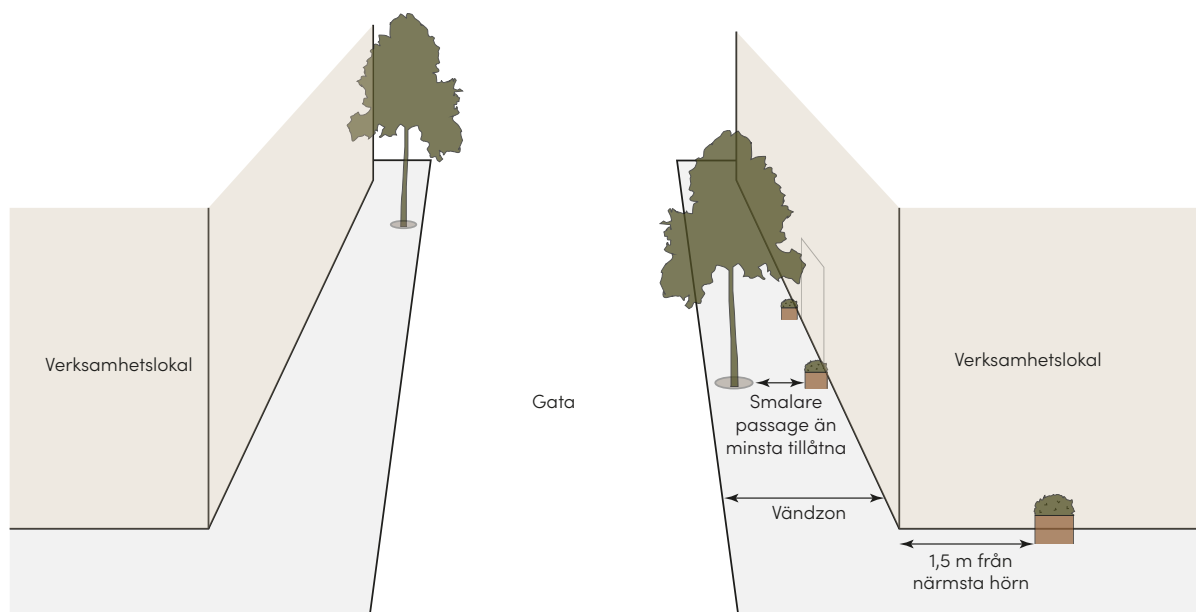 Verksamhetslokal
Gata
Verksamhetslokal
Smalare
passage än
minsta tillåtna
Vändzon
1,5 m från
närmsta hörn